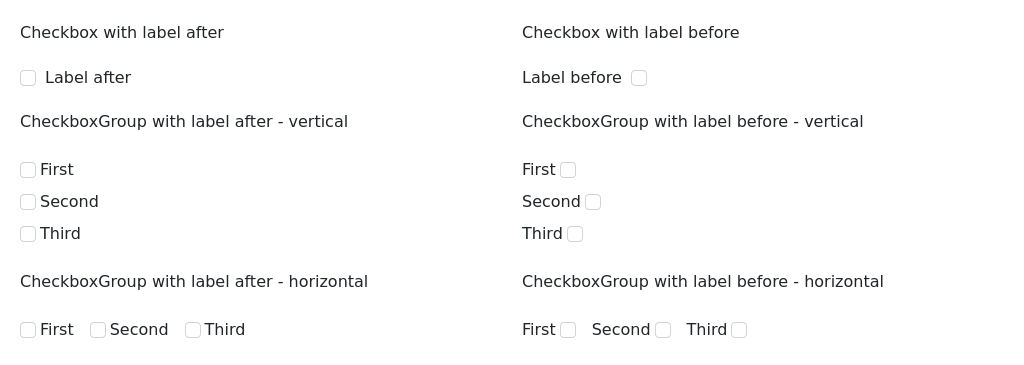 Checkbox with label after
Label after
CheckboxGroup with label after - vertical
First
Second
Third
CheckboxGroup with label after - horizontal
First Second Third
Checkbox with label before
Label before
CheckboxGroup with label before - vertical
First
Second
Third
CheckboxGroup with label before - horizontal
First Second Third